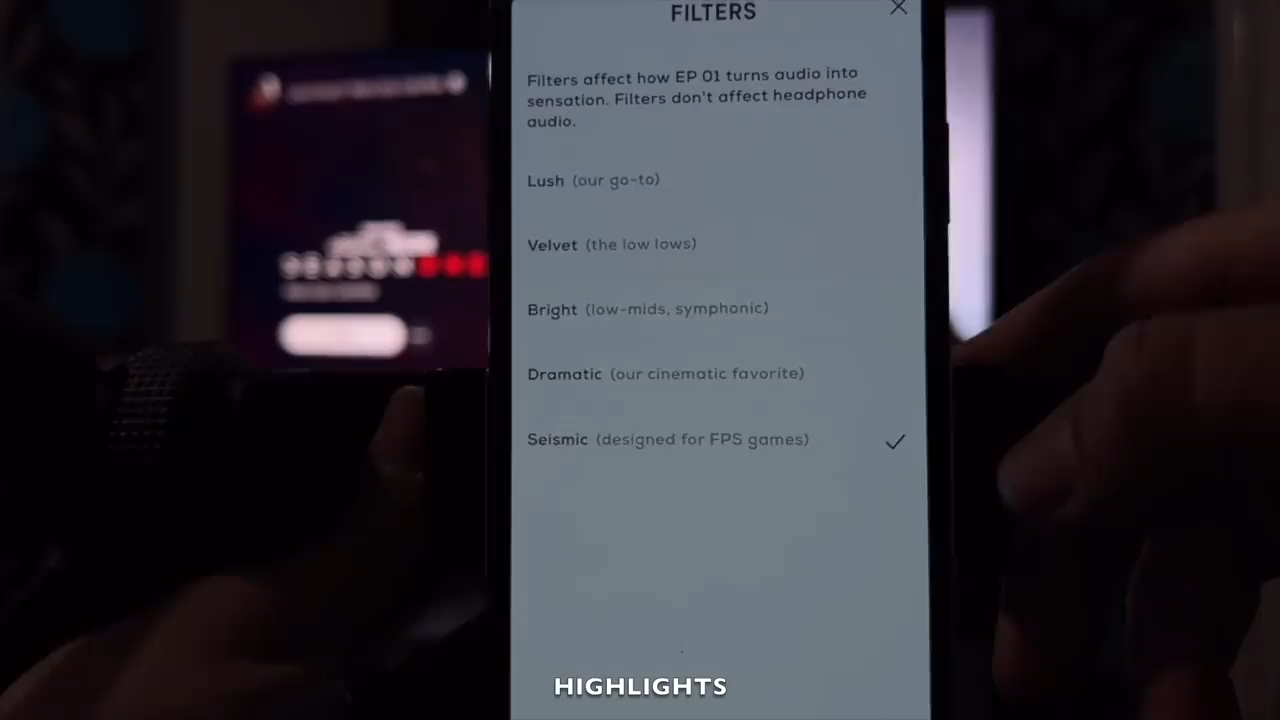 FILTERS
Filters affect how EP 01 turns audio into
sensation. Filters don't affect headphone
audio.
Lush (our go-to)
Velvet (the low lows)
Bright (low-mids, symphonic)
Dramatic (our cinematic favorite)
Seismic (designed for FPS games)
HIGHLIGHTS